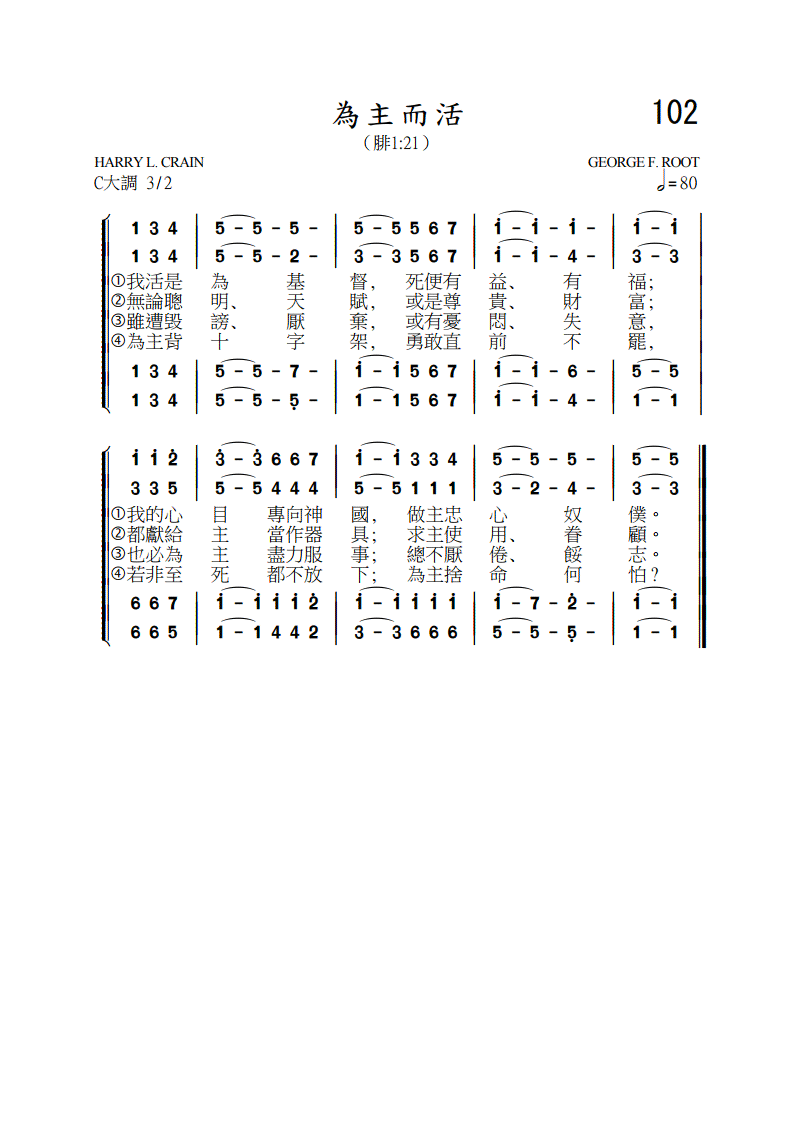 為主而活 102
（腓1:21）
HARRY L. CRAIN GEORGE F. ROOT
C大調 3/2 𝅗𝅥=80
1 3 4 | 5 - 5 - 5 - | 5 - 5 5 6 7 | i - i - i - | i - i |
1 3 4 5 - 5 - 2 - 3 - 3 5 6 7 i - i - 4 - 3 - 3
①我活是 為 基 督，死便有 益、 有 福；
②無論聰 明、 天 賦，或是尊 貴、 財 富；
③雖遭毀 謗、 厭 棄，或有憂 悶、 失 意，
④為主背 十 字 架，勇敢直 前 不 罷，
1 3 4 5 - 5 - 7 - i - i 5 6 7 i - i - 6 - 5 - 5
1 3 4 5 - 5 - 5̣ - 1 - 1 5 6 7 i - i - 4 - 1 - 1
i i 2̇ 3̇ - 3̇ 6 6 7 i - i 3 3 4 5 - 5 - 5 - 5 - 5
3 3 5 5 - 5 4 4 4 5 - 5 1 1 1 3 - 2 - 4 - 3 - 3
①我的心 目 專向神 國，做主忠 心 奴 僕。
②都獻給 主 當作器 具；求主使 用、 眷 顧。
③也必為 主 盡力服 事；總不厭 倦、 餒 志。
④若非至 死 都不放 下；為主捨 命 何 怕？
6 6 7 i - i i i 2̇ i - i i i i i - 7 - 2̇ - i - i
6 6 5 1 - 1 4 4 2 3 - 3 6 6 6 5 - 5 - 5̣ - 1 - 1